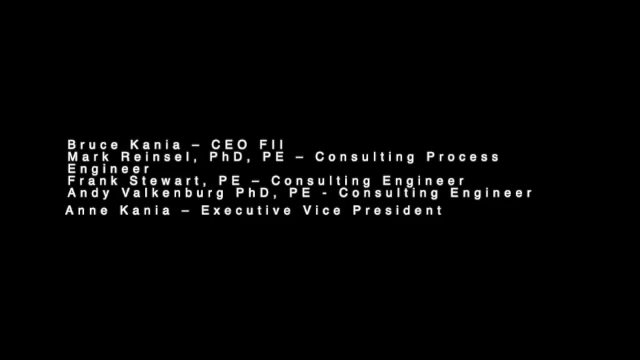 Bruce Kania – CEO FII
Mark Reinsel, PhD, PE – Consulting Process
Engineer
Frank Stewart, PE – Consulting Engineer
Andy Valkenburg PhD, PE - Consulting Engineer
Anne Kania – Executive Vice President